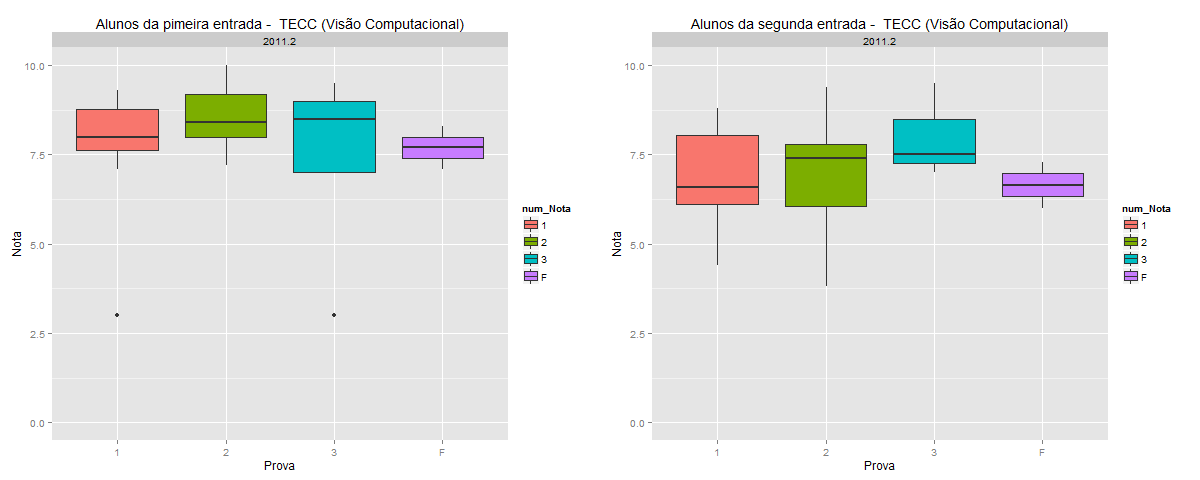 Alunos da pimeira entrada -  TECC (Visão Computacional)
2011.2
10.0
7.5
5.0
2.5
0.0
Nota
1
2
3
F
Prova
num_Nota
1
2
3
F
Alunos da segunda entrada -  TECC (Visão Computacional)
2011.2
10.0
7.5
5.0
2.5
0.0
Nota
1
2
3
F
Prova
num_Nota
1
2
3
F